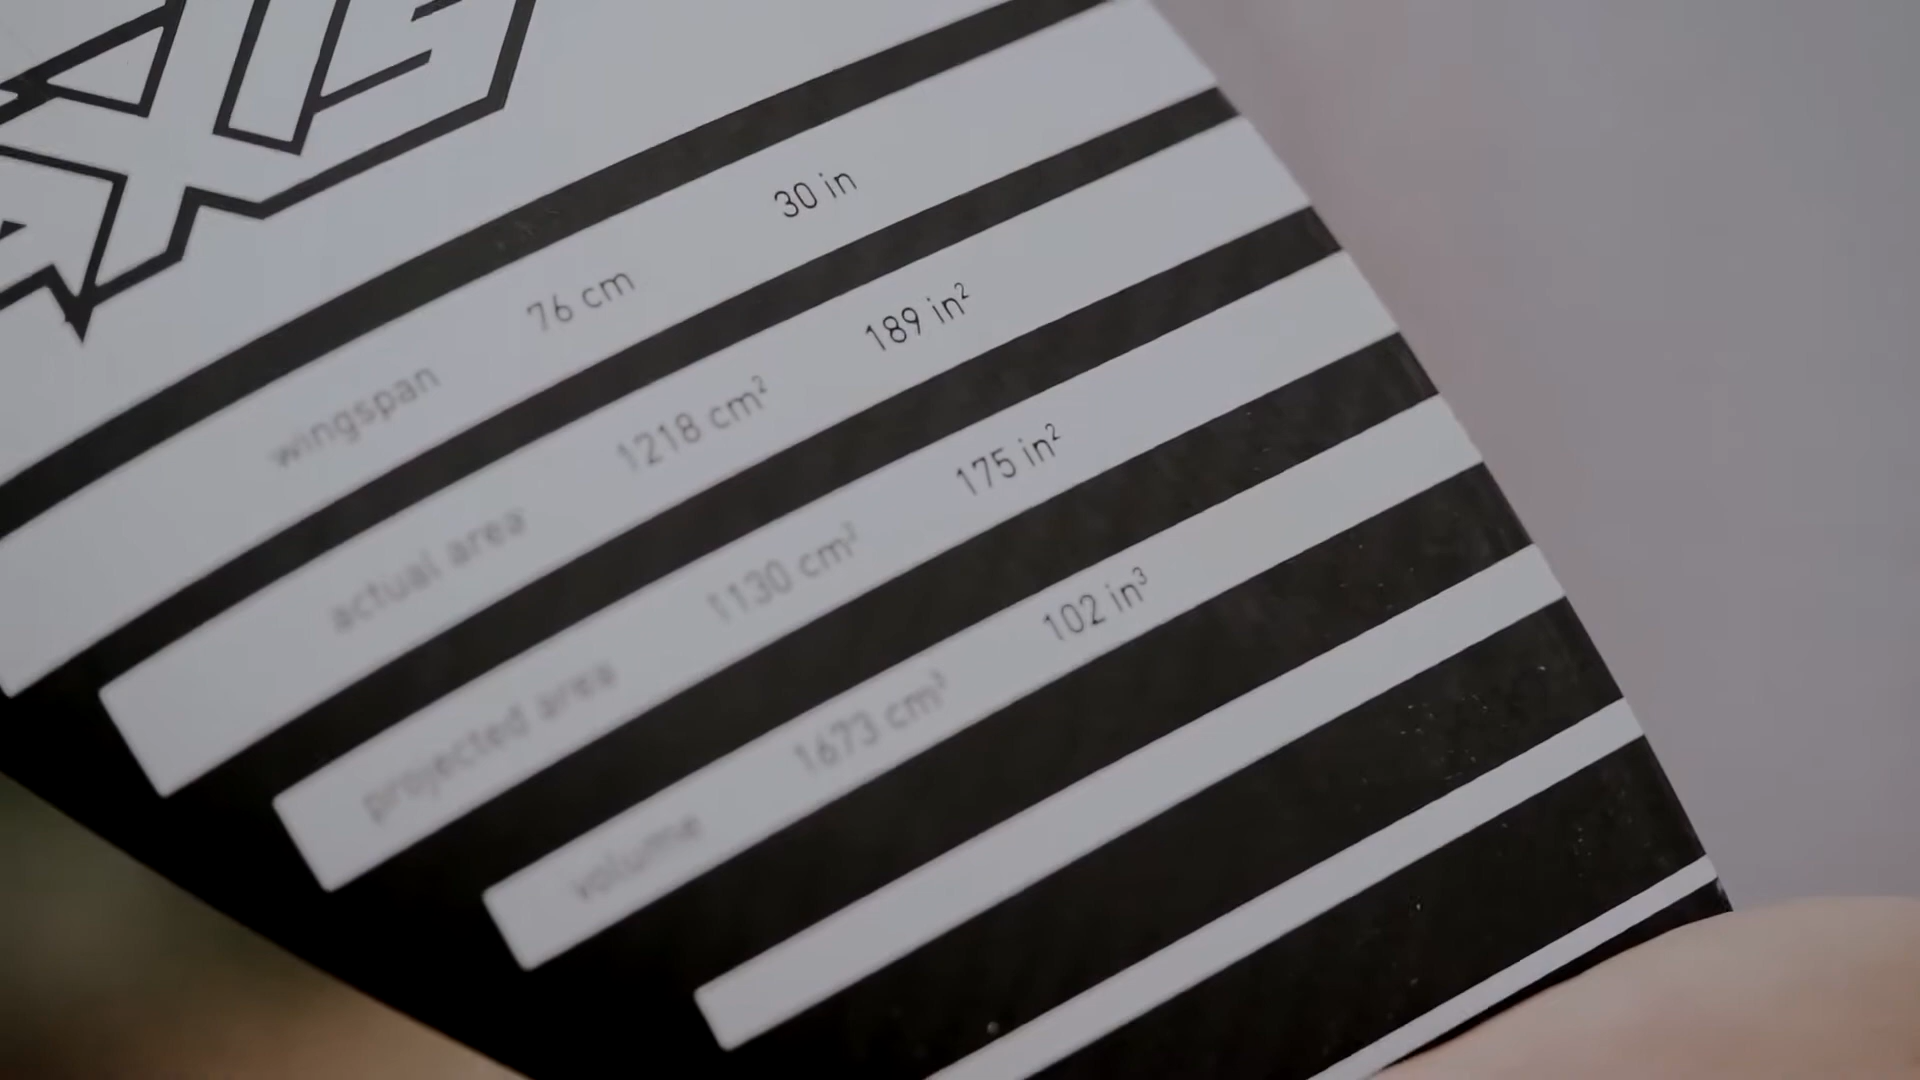 AXIS
wingspan 76 cm 30 in
actual area 1218 cm² 189 in²
projected area 1130 cm² 175 in²
volume 1673 cm³ 102 in³